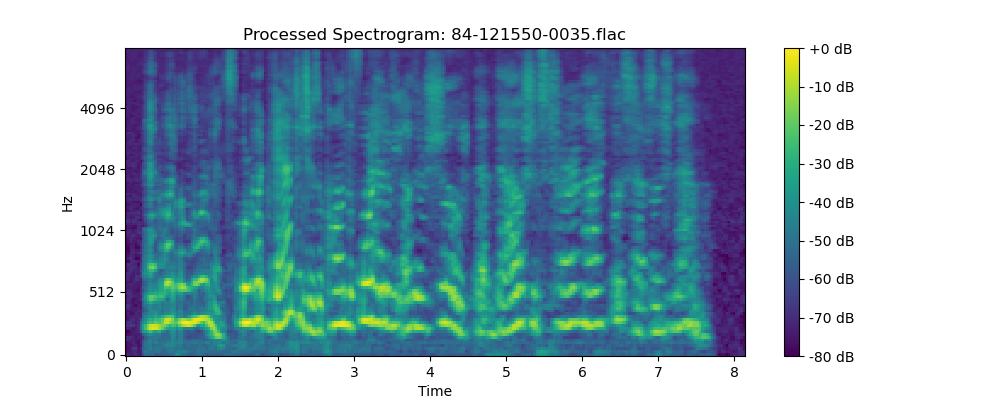 Processed Spectrogram: 84-121550-0035.flac
Hz
4096
2048
1024
512
0
0 1 2 3 4 5 6 7 8
Time
+0 dB
-10 dB
-20 dB
-30 dB
-40 dB
-50 dB
-60 dB
-70 dB
-80 dB